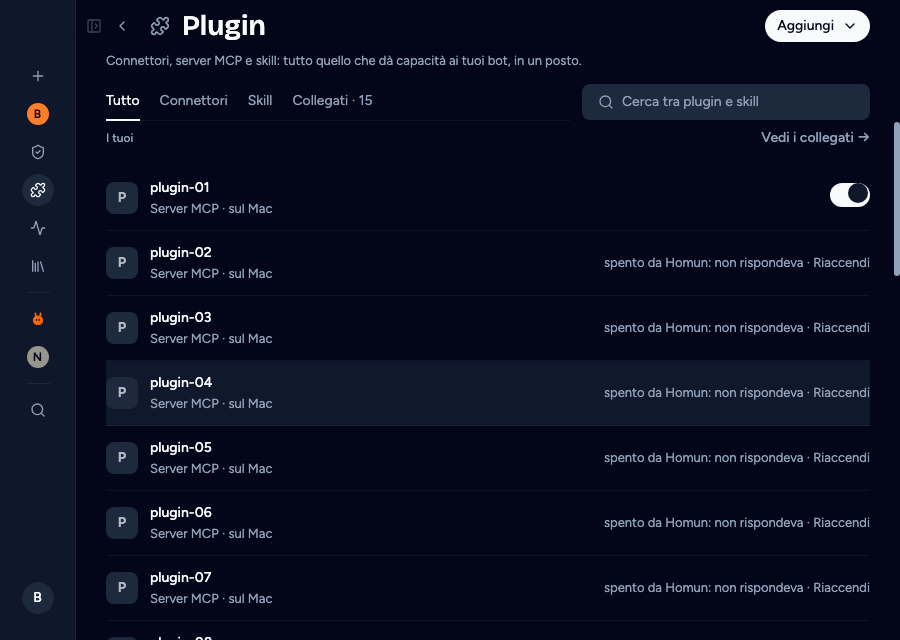 Plugin
Aggiungi
Connettori, server MCP e skill: tutto quello che dà capacità ai tuoi bot, in un posto.
Tutto Connettori Skill Collegati · 15
Cerca tra plugin e skill
I tuoi
Vedi i collegati →
B
N
B
P
plugin-01
Server MCP · sul Mac
P
plugin-02
Server MCP · sul Mac
spento da Homun: non rispondeva · Riaccendi
P
plugin-03
Server MCP · sul Mac
spento da Homun: non rispondeva · Riaccendi
P
plugin-04
Server MCP · sul Mac
spento da Homun: non rispondeva · Riaccendi
P
plugin-05
Server MCP · sul Mac
spento da Homun: non rispondeva · Riaccendi
P
plugin-06
Server MCP · sul Mac
spento da Homun: non rispondeva · Riaccendi
P
plugin-07
Server MCP · sul Mac
spento da Homun: non rispondeva · Riaccendi